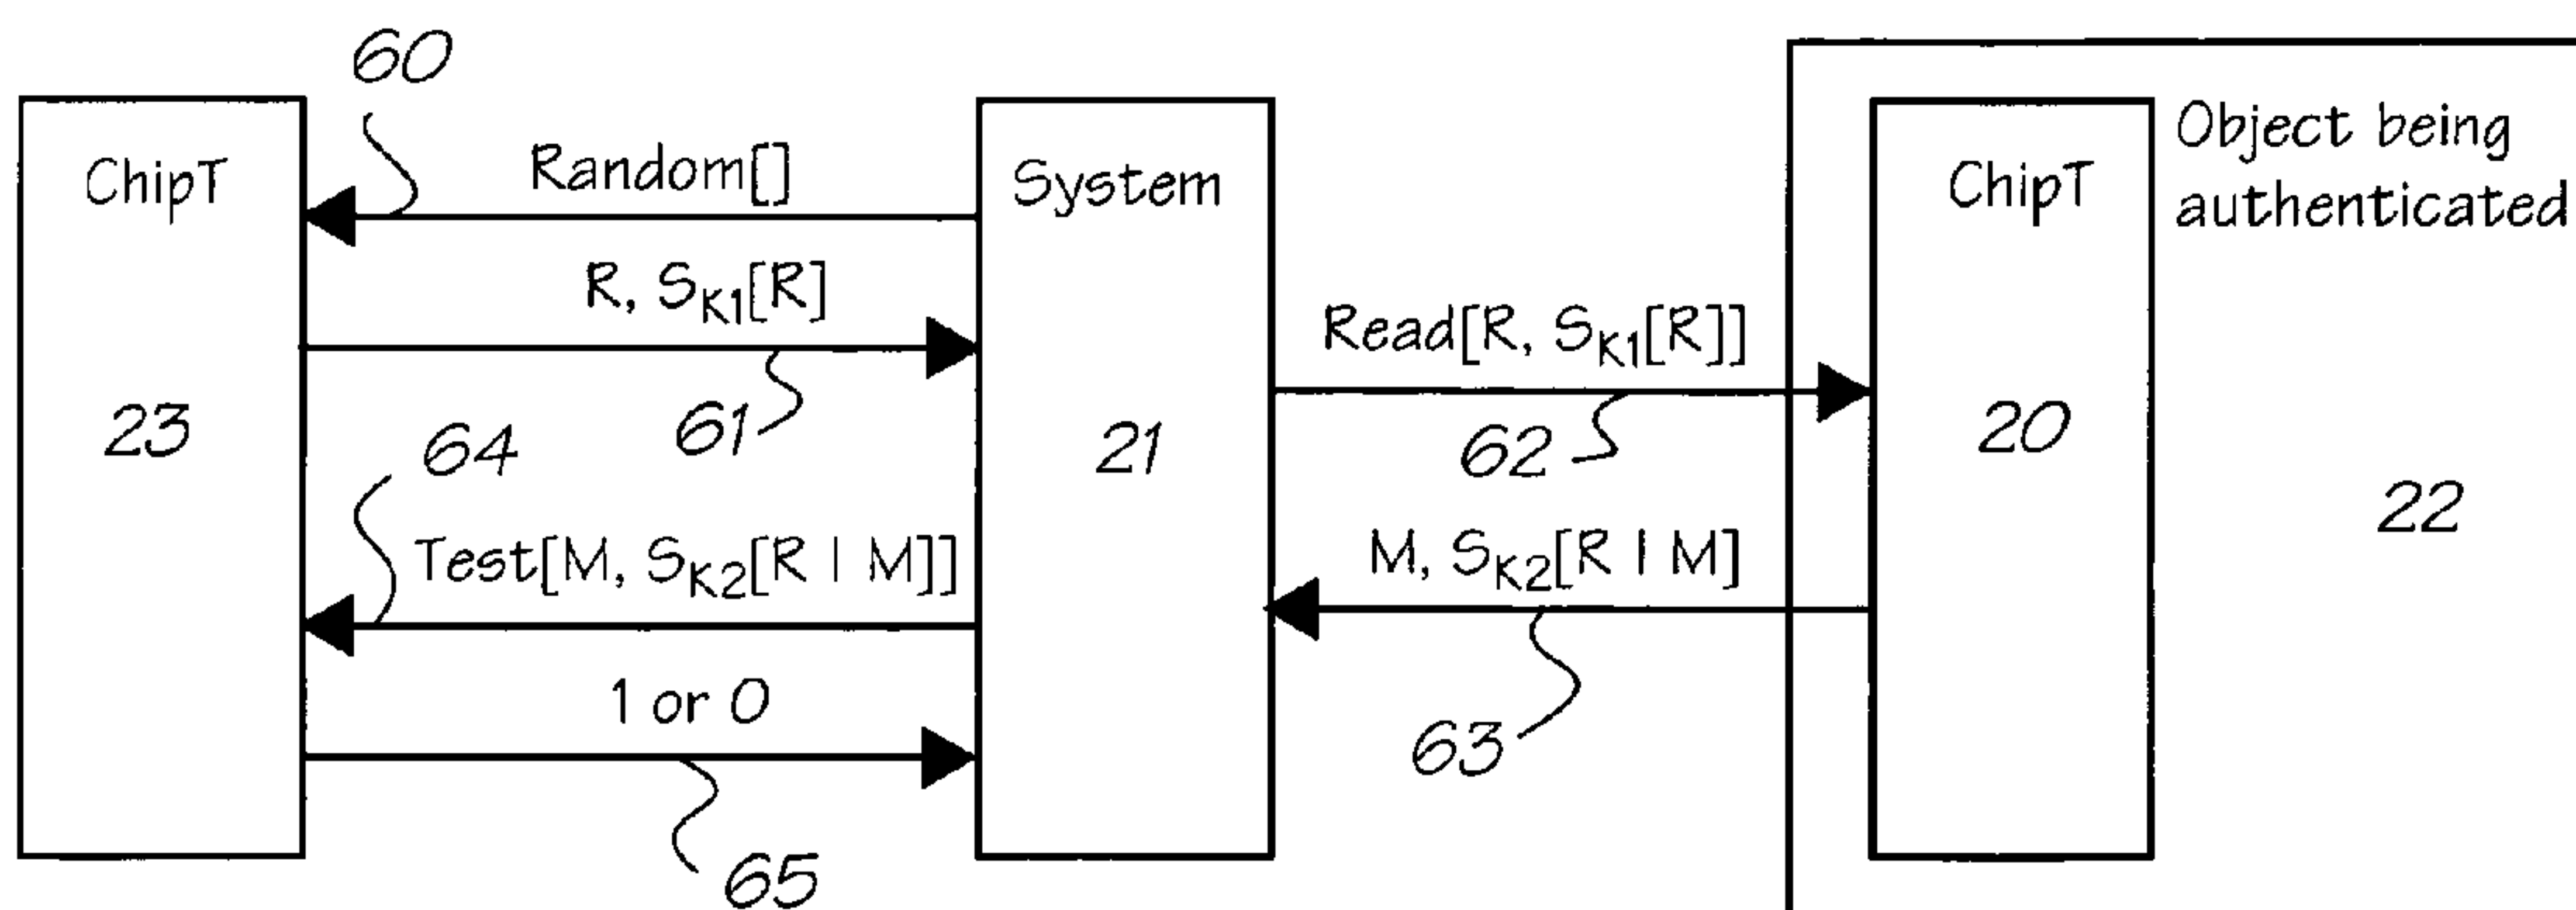 60
ChipT
Random[]
System
ChipT
Object being
authenticated
R, SK1[R]
Read[R, SK1[R]]
23
61
21
62
20
22
64
Test[M, SK2[R | M]]
M, SK2[R | M]
1 or 0
63
65